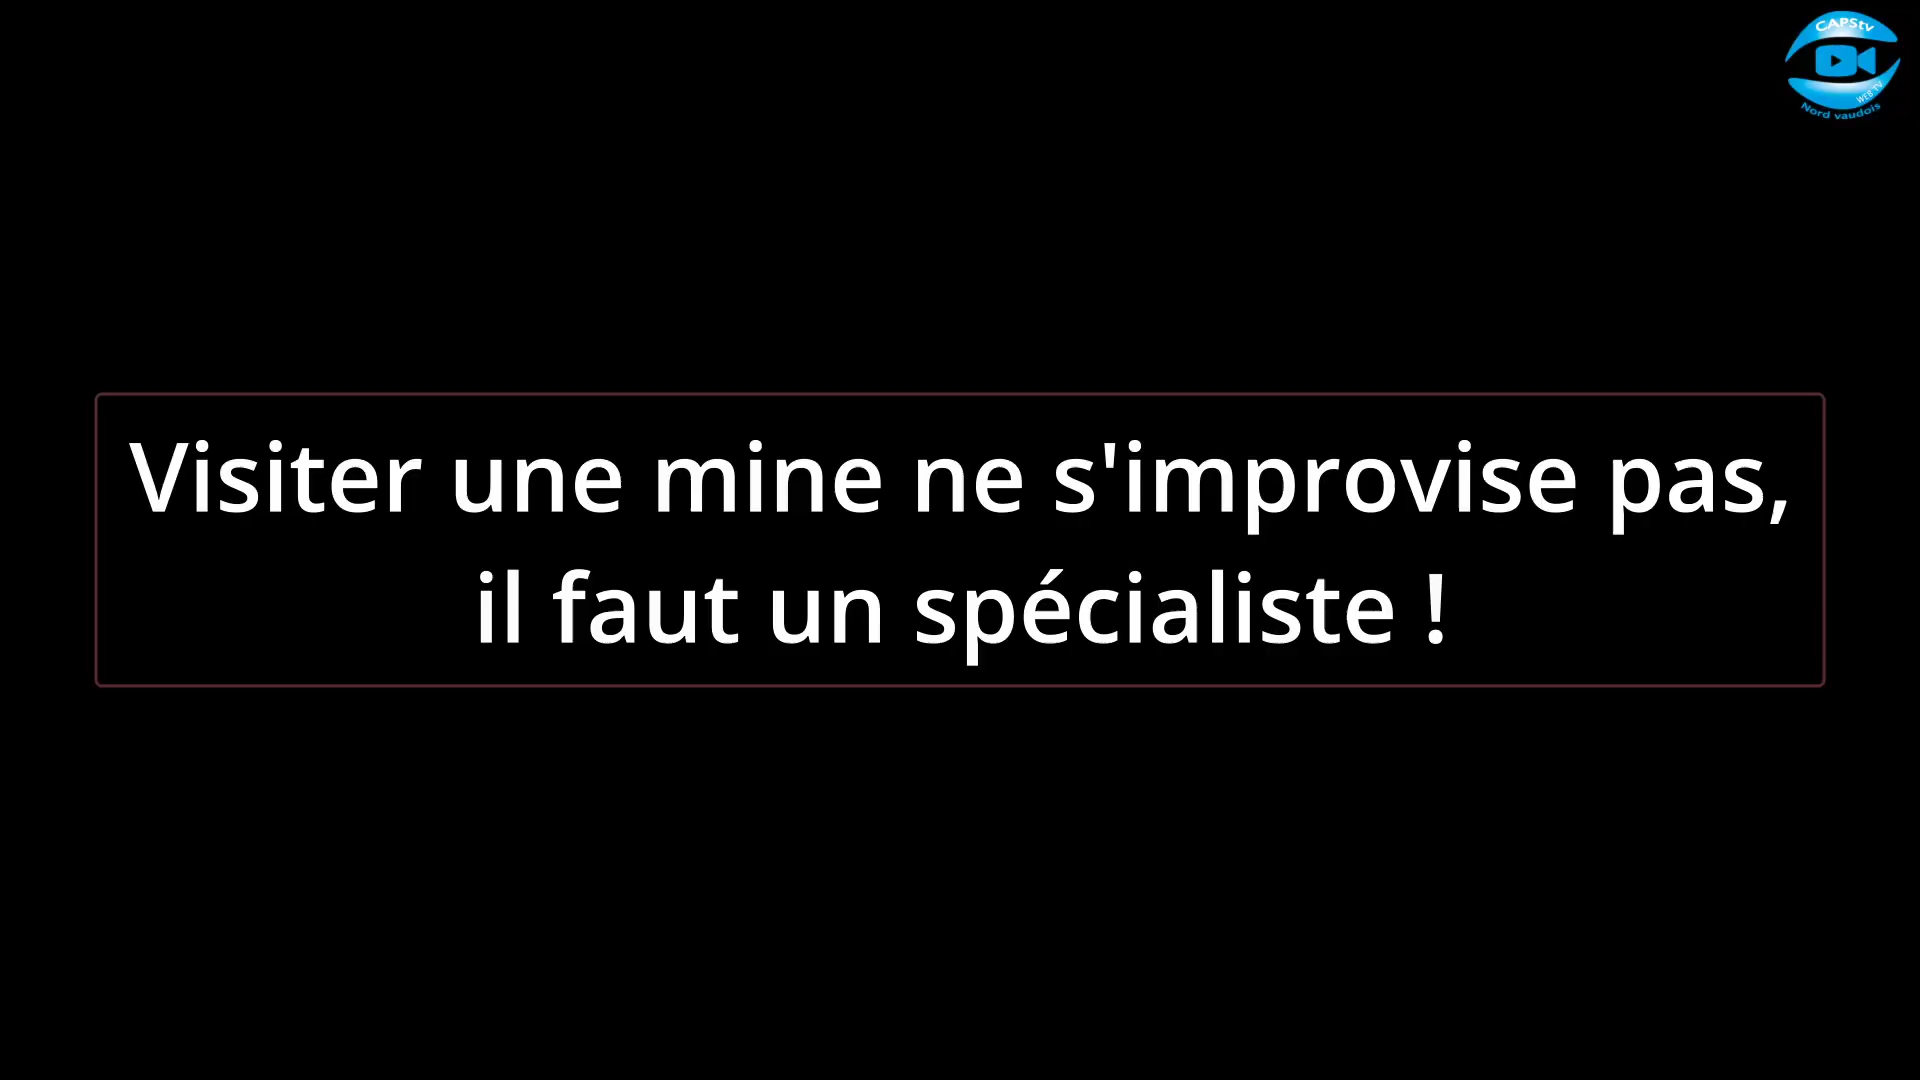 CAPStv
WEB TV
Nord vaudois
Visiter une mine ne s'improvise pas,
il faut un spécialiste !